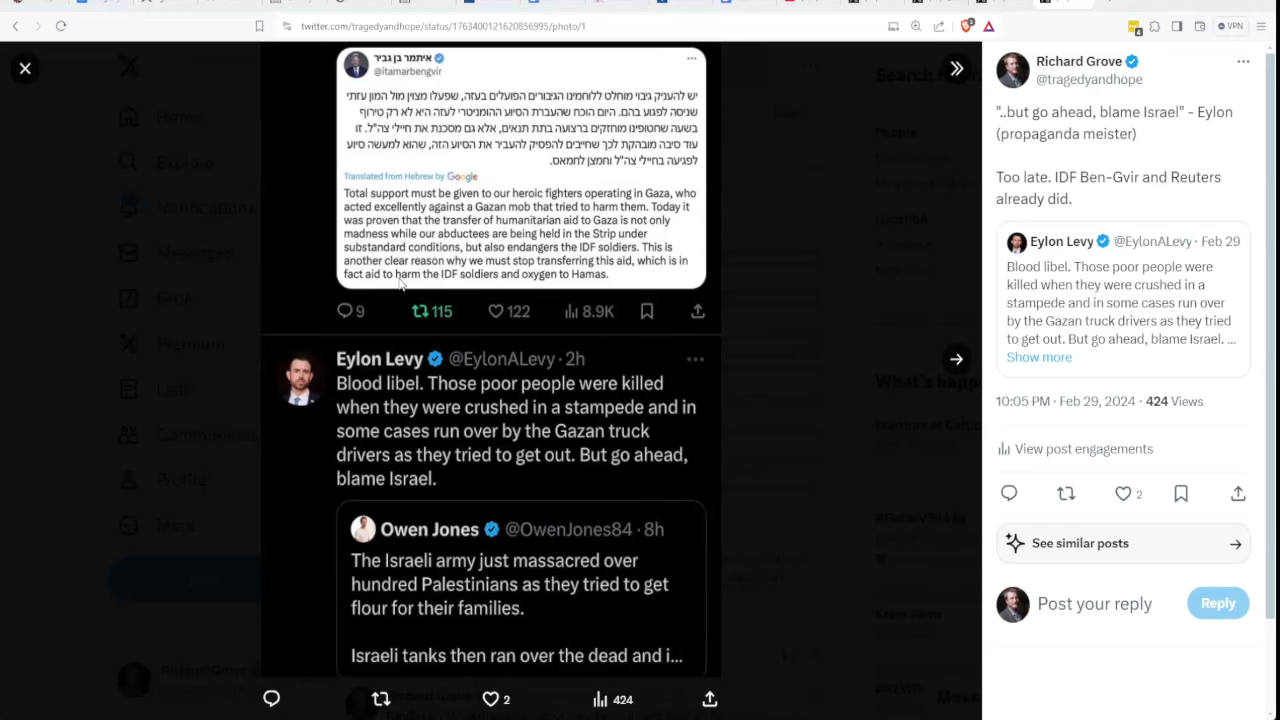 twitter.com/tragedyandhope/status/1763400121620856995/photo/1
VPN
איתמר בן גביר
@itamarbengvir
יש להעניק גיבוי מוחלט ללוחמינו הגיבורים הפועלים בעזה, שפעלו מצוין מול המון עזתי
שניסה לפגוע בהם. היום הוכח שהעברת הסיוע ההומניטרי לעזה היא לא רק טירוף
בשעה שחטופינו מוחזקים ברצועה בתת תנאים, אלא גם מסכנת את חיילי צה"ל. זו
עוד סיבה מובהקת לכך שחייבים להפסיק להעביר את הסיוע הזה, שהוא למעשה סיוע
לפגיעה בחיילי צה"ל וחמצן לחמאס.
Translated from Hebrew by Google
Total support must be given to our heroic fighters operating in Gaza, who
acted excellently against a Gazan mob that tried to harm them. Today it
was proven that the transfer of humanitarian aid to Gaza is not only
madness while our abductees are being held in the Strip under
substandard conditions, but also endangers the IDF soldiers. This is
another clear reason why we must stop transferring this aid, which is in
fact aid to harm the IDF soldiers and oxygen to Hamas.
9 115 122 8.9K
Eylon Levy @EylonALevy · 2h
Blood libel. Those poor people were killed
when they were crushed in a stampede and in
some cases run over by the Gazan truck
drivers as they tried to get out. But go ahead,
blame Israel.
Owen Jones @OwenJones84 · 8h
The Israeli army just massacred over
hundred Palestinians as they tried to get
flour for their families.
Israeli tanks then ran over the dead and i...
2 424
Home
Explore
Notifications
Messages
Grok
Premium
Lists
Communities
Profile
More
Richard Grove
People
What's happ
Richard Grove
@tragedyandhope
"..but go ahead, blame Israel" - Eylon
(propaganda meister)
Too late. IDF Ben-Gvir and Reuters
already did.
Eylon Levy @EylonALevy · Feb 29
Blood libel. Those poor people were
killed when they were crushed in a
stampede and in some cases run over
by the Gazan truck drivers as they tried
to get out. But go ahead, blame Israel. ...
Show more
10:05 PM · Feb 29, 2024 · 424 Views
View post engagements
2
See similar posts
Post your reply
Reply